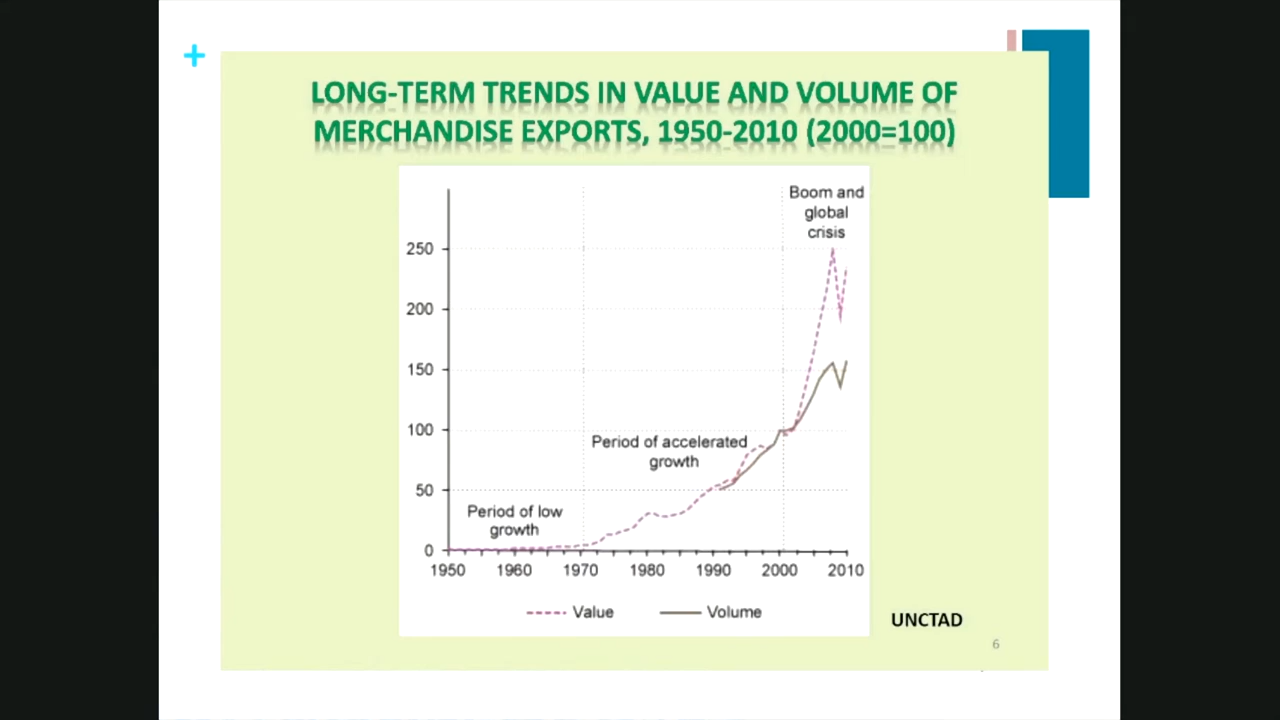 +
LONG-TERM TRENDS IN VALUE AND VOLUME OF
MERCHANDISE EXPORTS, 1950-2010 (2000=100)
Boom and
global
crisis
250
200
150
100
50
0
Period of accelerated
growth
Period of low
growth
1950 1960 1970 1980 1990 2000 2010
Value Volume
UNCTAD
6